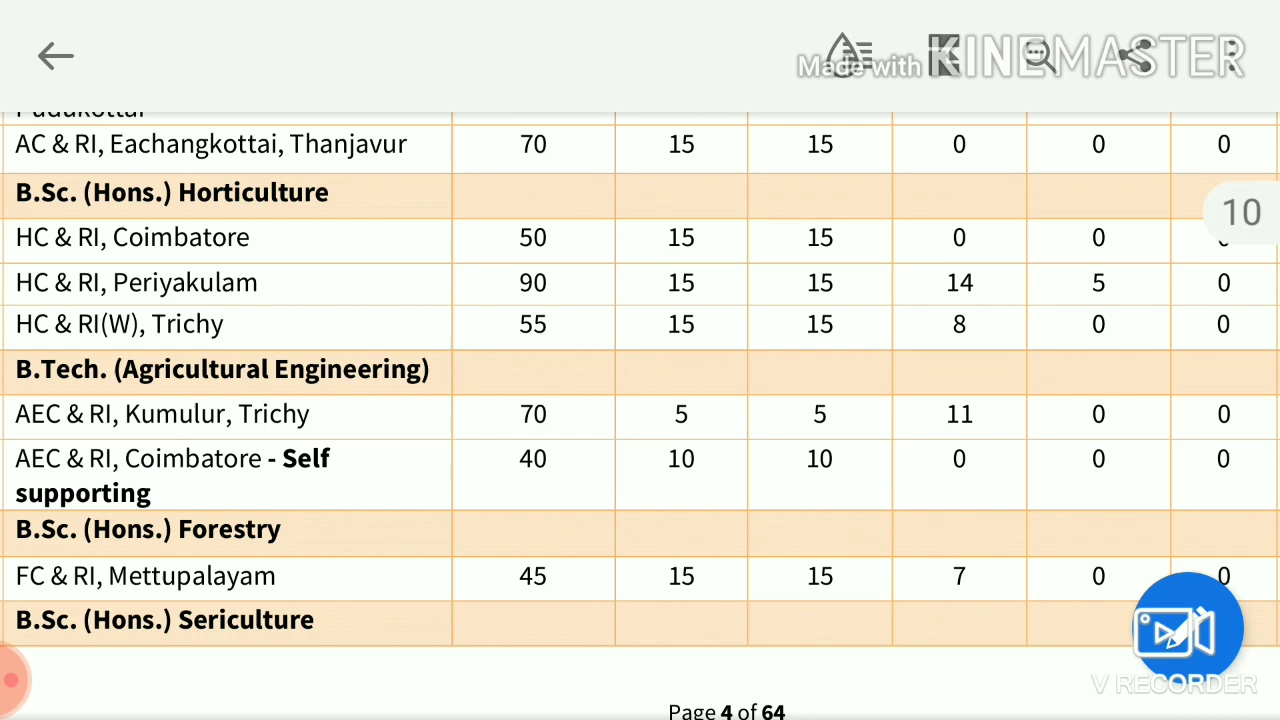 Made with KINEMASTER
Pudukottai
AC & RI, Eachangkottai, Thanjavur 70 15 15 0 0 0
B.Sc. (Hons.) Horticulture
10
HC & RI, Coimbatore 50 15 15 0 0
HC & RI, Periyakulam 90 15 15 14 5 0
HC & RI(W), Trichy 55 15 15 8 0 0
B.Tech. (Agricultural Engineering)
AEC & RI, Kumulur, Trichy 70 5 5 11 0 0
AEC & RI, Coimbatore - Self 40 10 10 0 0 0
supporting
B.Sc. (Hons.) Forestry
FC & RI, Mettupalayam 45 15 15 7 0 0
B.Sc. (Hons.) Sericulture
V RECORDER
Page 4 of 64